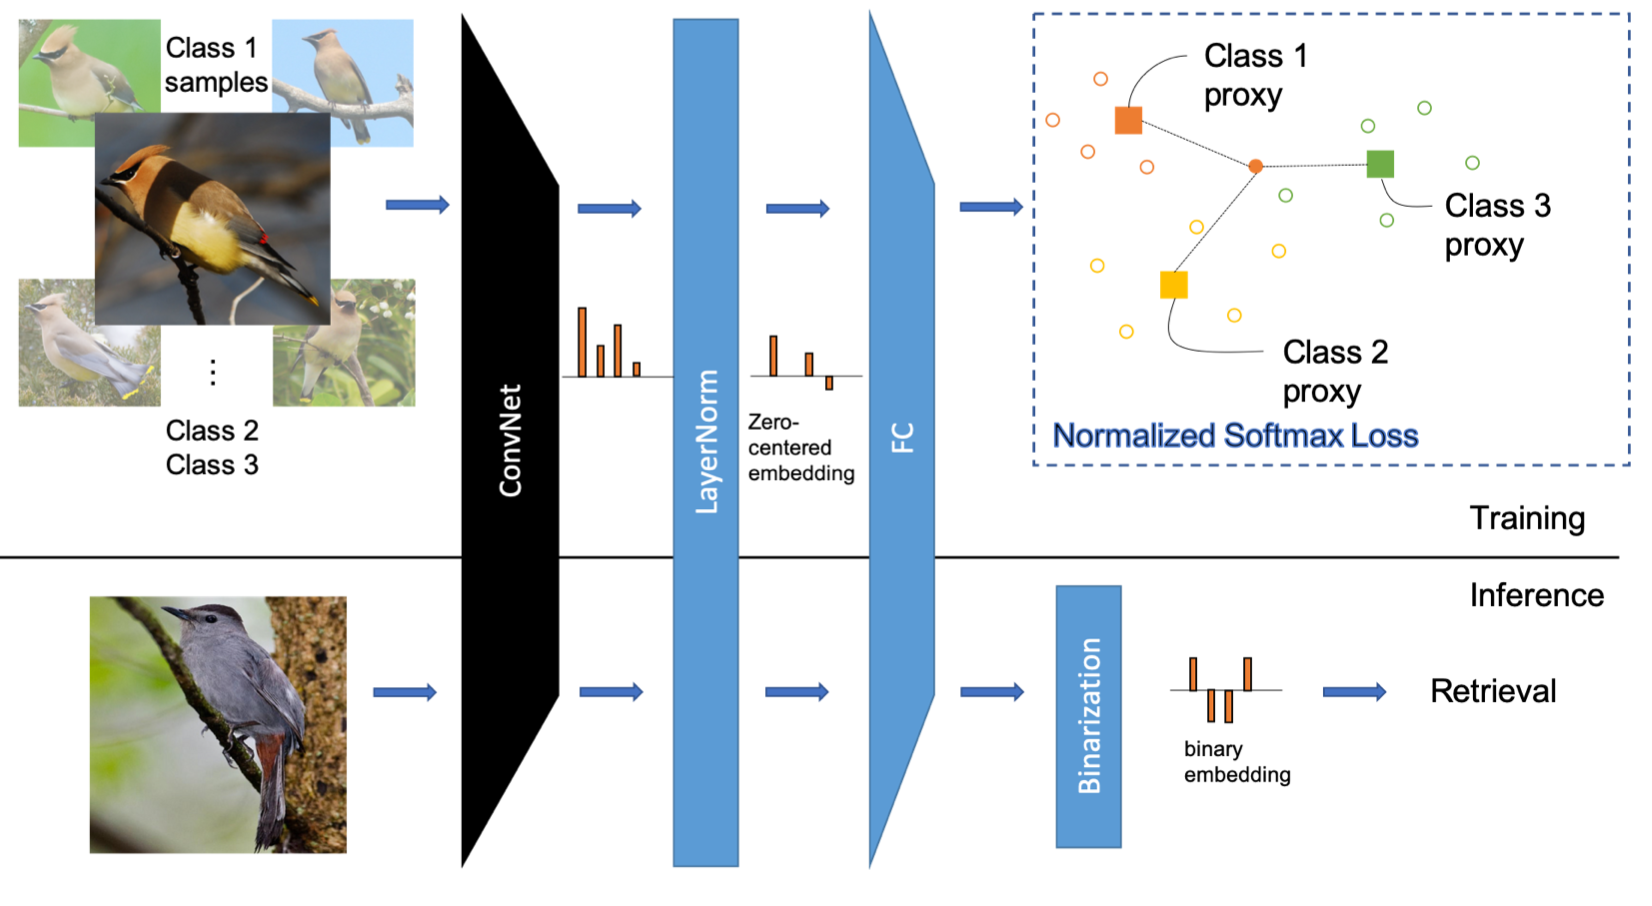 Class 1
samples
Class 2
Class 3
ConvNet
LayerNorm
Zero-
centered
embedding
FC
Class 1
proxy
Class 3
proxy
Class 2
proxy
Normalized Softmax Loss
Training
Inference
Binarization
binary
embedding
Retrieval